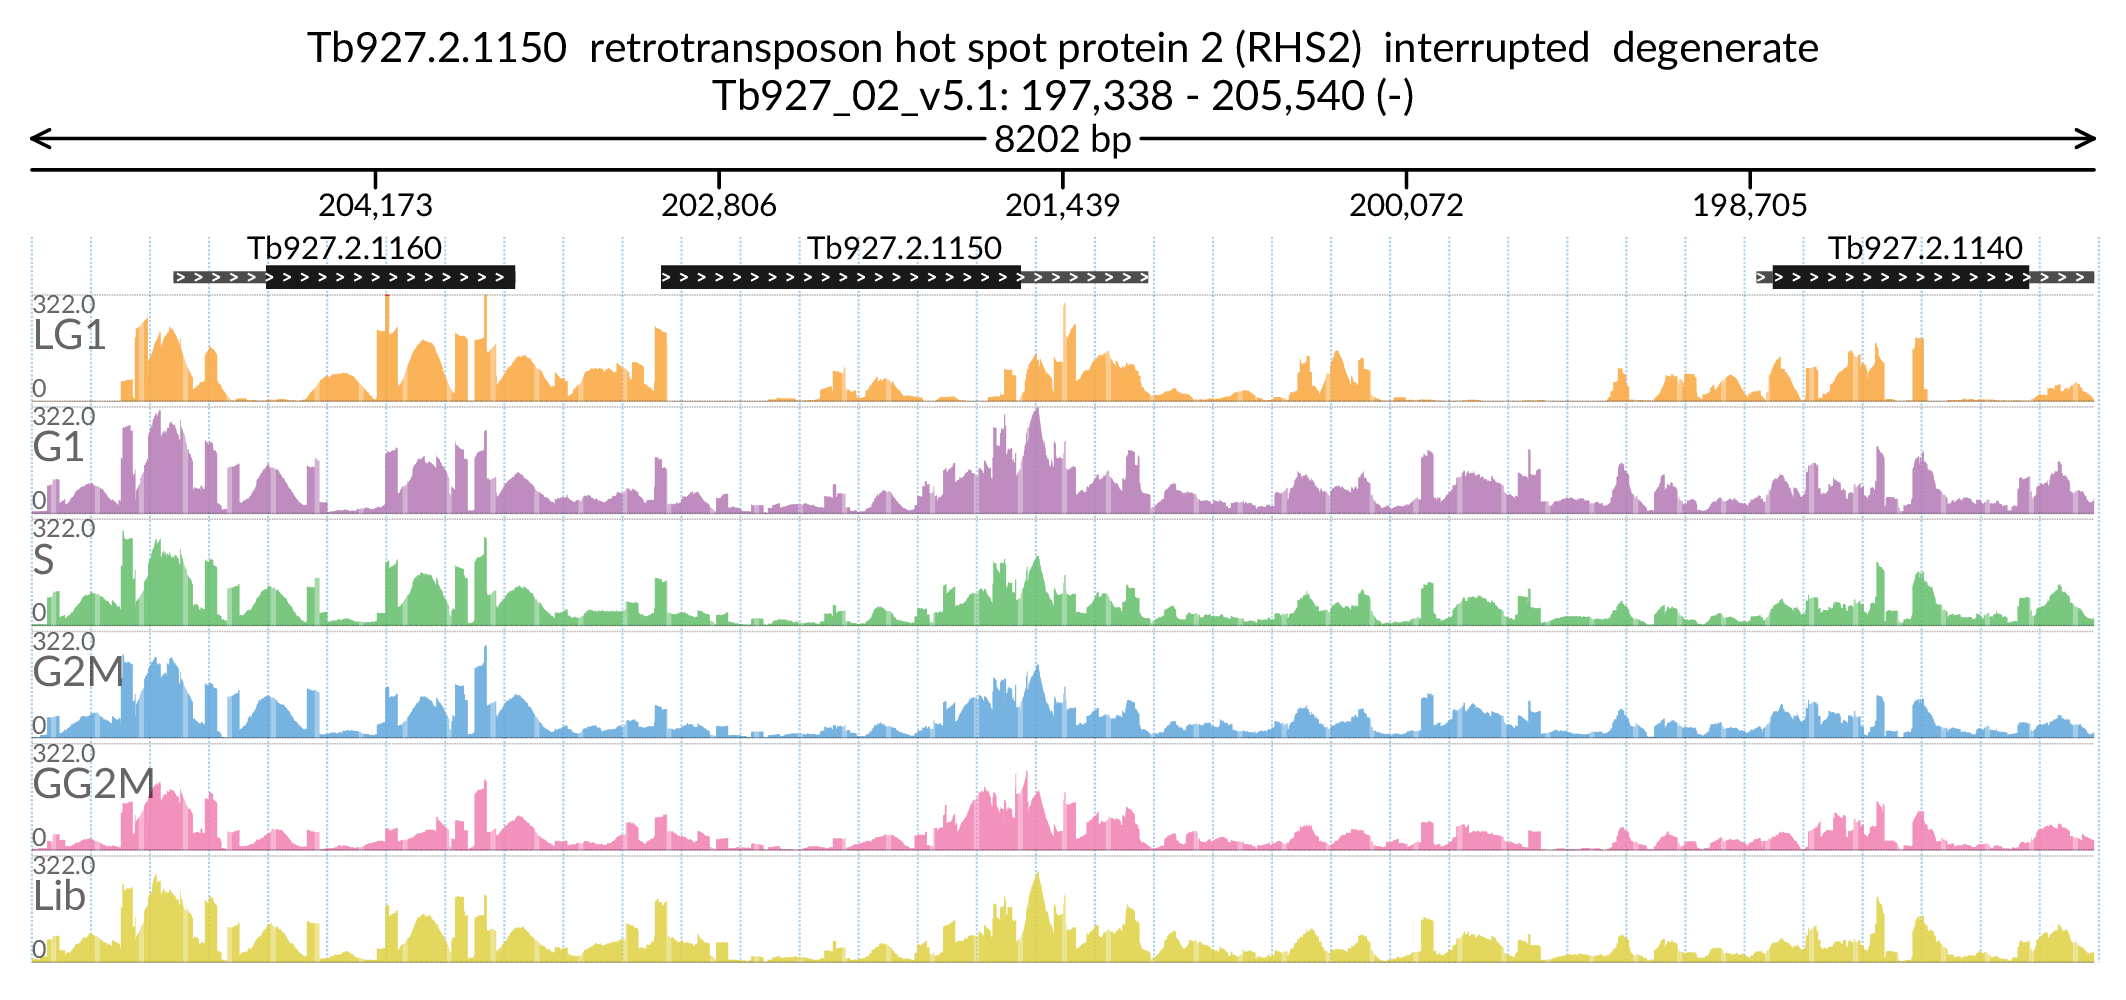 Tb927.2.1150 retrotransposon hot spot protein 2 (RHS2) interrupted degenerate
Tb927_02_v5.1: 197,338 - 205,540 (-)
8202 bp
204,173 202,806 201,439 200,072 198,705
Tb927.2.1160 Tb927.2.1150 Tb927.2.1140
322.0
LG1
0
322.0
G1
0
322.0
S
0
322.0
G2M
0
322.0
GG2M
0
322.0
Lib
0